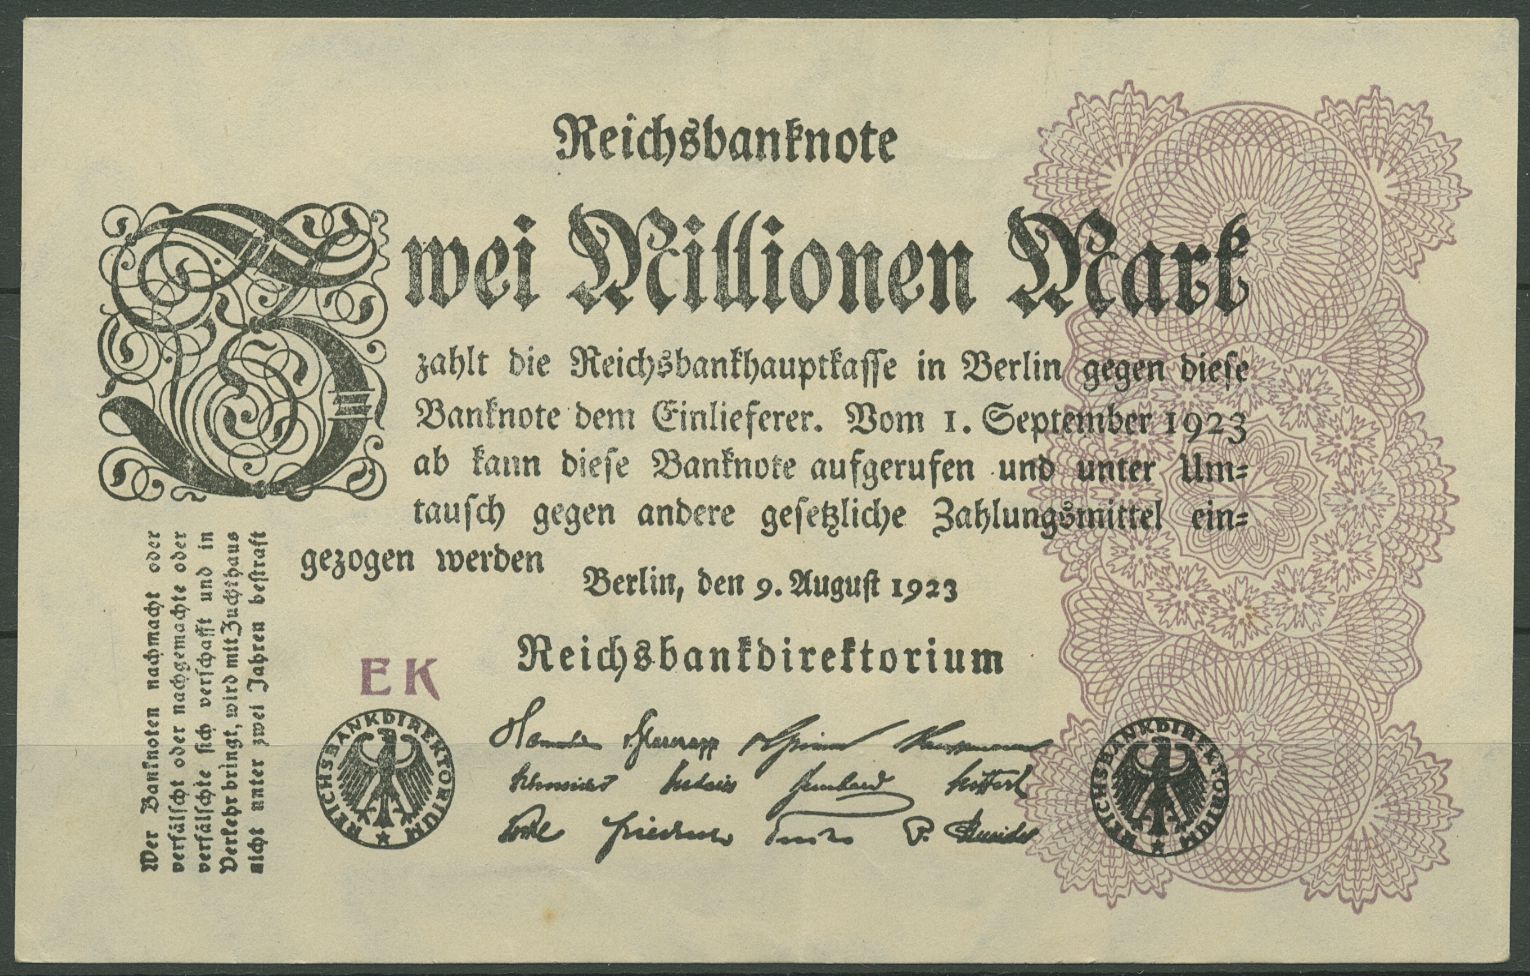 Reichsbanknote
Zwei Millionen Mark
zahlt die Reichsbankhauptkasse in Berlin gegen diese
Banknote dem Einlieferer. Vom 1. September 1923
ab kann diese Banknote aufgerufen und unter Um=
tausch gegen andere gesetzliche Zahlungsmittel ein=
gezogen werden
Berlin, den 9. August 1923
Reichsbankdirektorium
EK
REICHSBANKDIREKTORIUM
REICHSBANKDIREKTORIUM
Wer Banknoten nachmacht oder
verfälscht oder nachgemachte oder
verfälschte sich verschafft und in
Verkehr bringt, wird mit Zuchthaus
nicht unter zwei Jahren bestraft